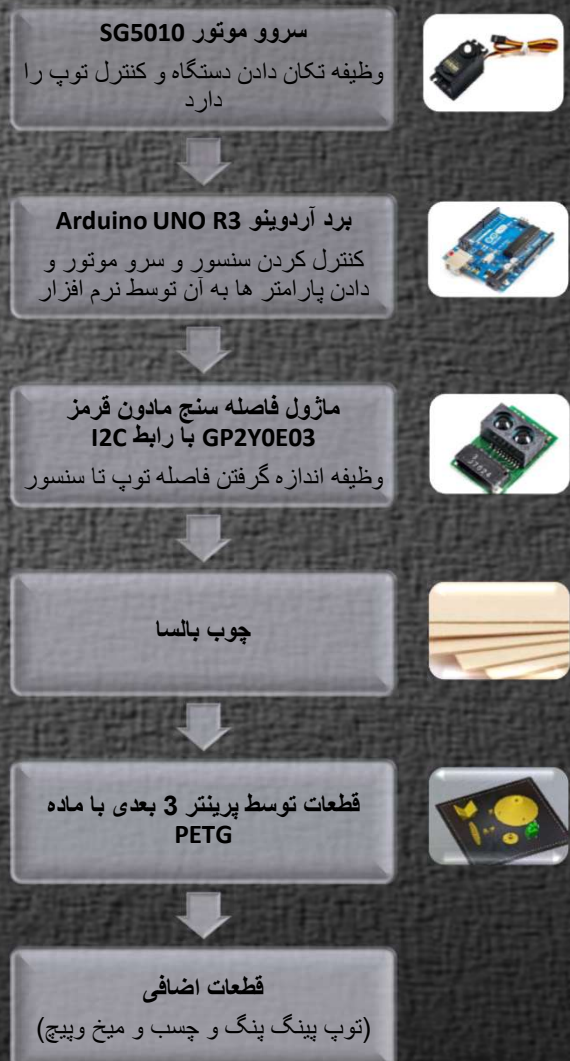 سروو موتور SG5010
وظیفه تکان دادن دستگاه و کنترل توپ را
دارد
برد آردوینو Arduino UNO R3
کنترل کردن سنسور و سرو موتور و
دادن پارامتر ها به آن توسط نرم افزار
ماژول فاصله سنج مادون قرمز
GP2Y0E03 با رابط I2C
وظیفه اندازه گرفتن فاصله توپ تا سنسور
چوب بالسا
قطعات توسط پرینتر 3 بعدی با ماده
PETG
قطعات اضافی
(توپ پینگ پنگ و چسب و میخ وپیچ)